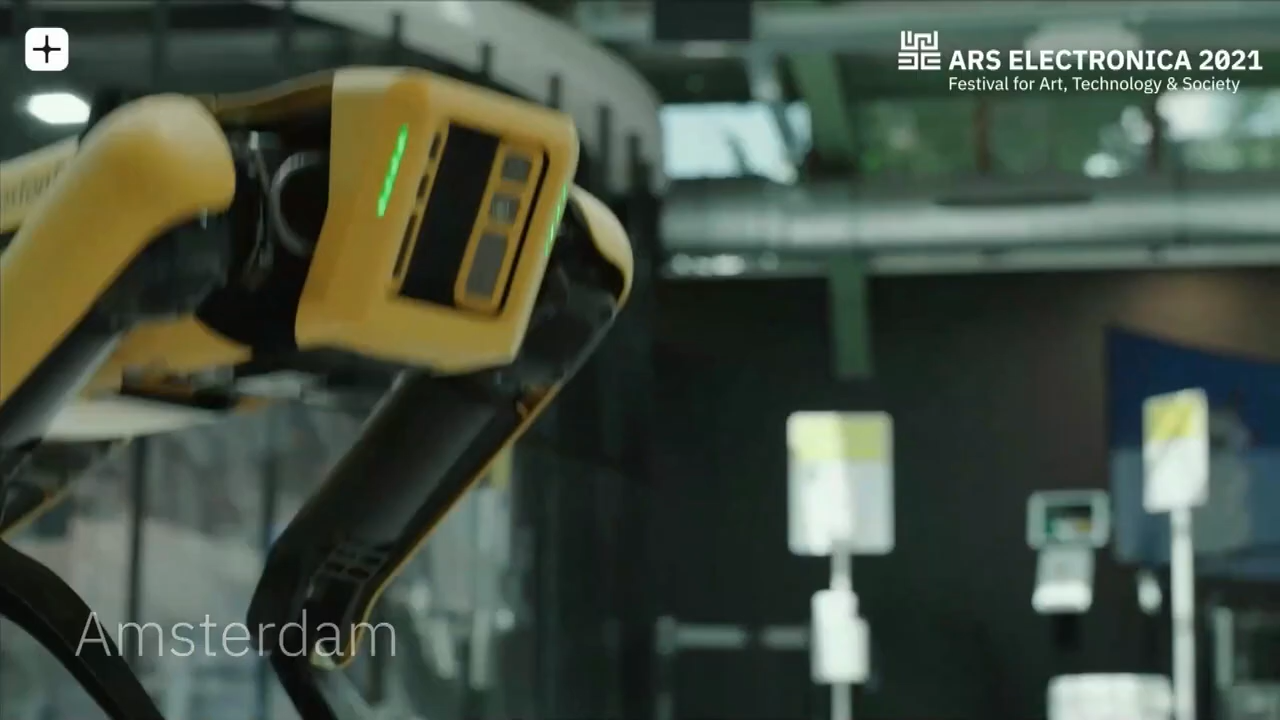 ARS ELECTRONICA 2021
Festival for Art, Technology & Society
Amsterdam